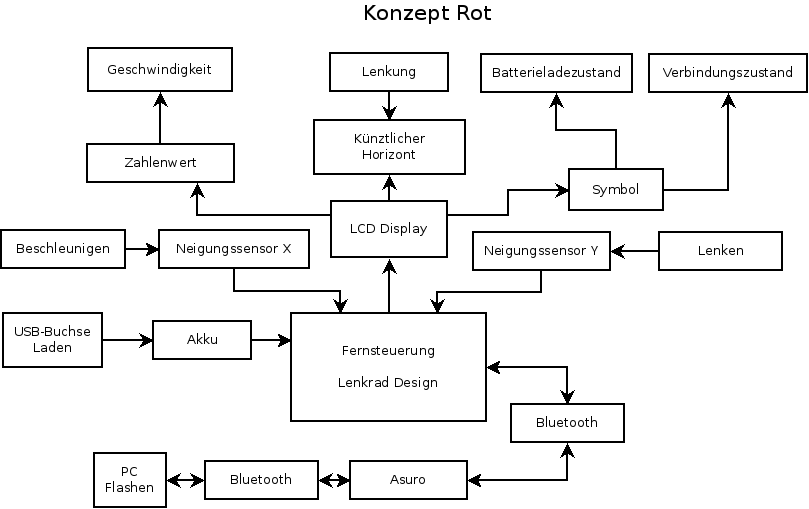 Konzept Rot
Geschwindigkeit
Lenkung
Batterieladezustand
Verbindungszustand
Künztlicher
Horizont
Zahlenwert
Symbol
LCD Display
Beschleunigen
Neigungssensor X
Neigungssensor Y
Lenken
USB-Buchse
Laden
Akku
Fernsteuerung
Lenkrad Design
Bluetooth
PC
Flashen
Bluetooth
Asuro